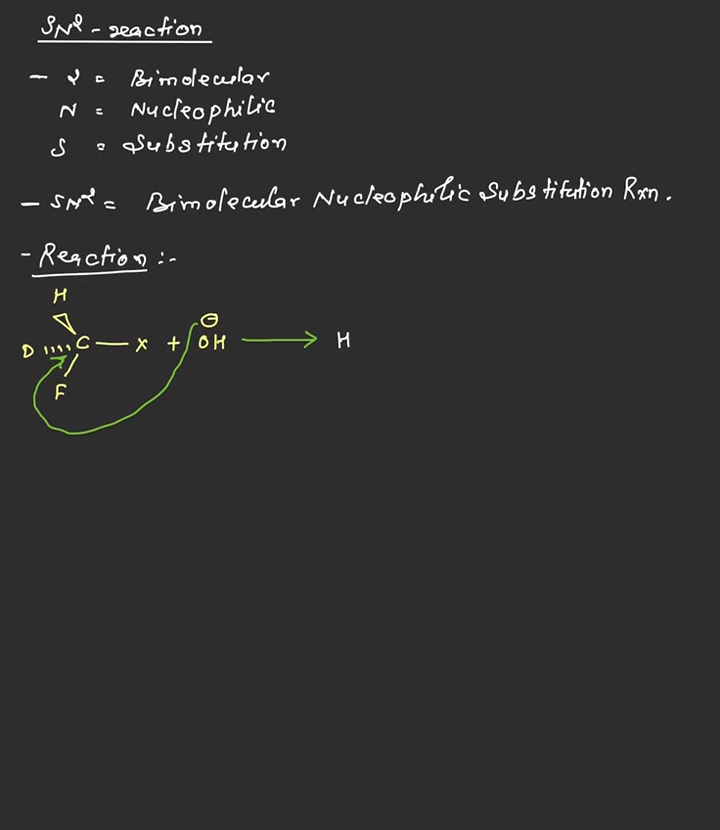 SN2 - reaction
- 2 = Bimolecular
N = Nucleophilic
S = Substitution
- SN2 = Bimolecular Nucleophilic Substitution Rxn.
- Reaction :-
H
⊖
D C — X + OH ⟶ H
F